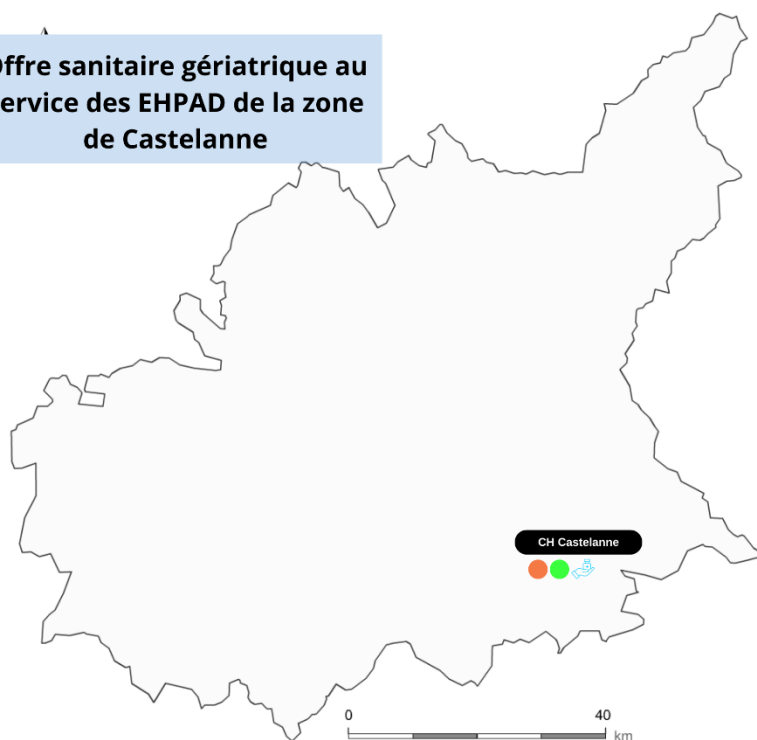 ffre sanitaire gériatrique au
ervice des EHPAD de la zone
de Castelanne
CH Castelanne
0 40
km